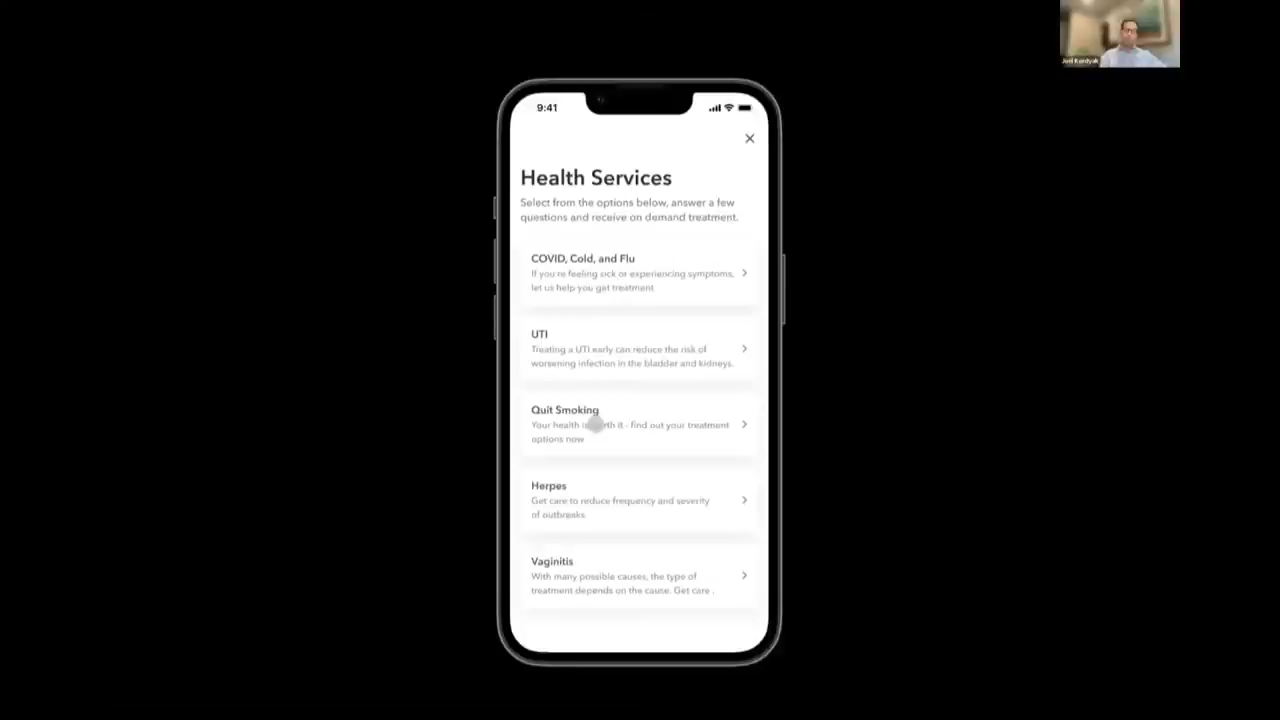 Joel Kordyak
9:41
Health Services
Select from the options below, answer a few
questions and receive on demand treatment.
COVID, Cold, and Flu
If you're feeling sick or experiencing symptoms,
let us help you get treatment
UTI
Treating a UTI early can reduce the risk of
worsening infection in the bladder and kidneys.
Quit Smoking
Your health is worth it - find out your treatment
options now
Herpes
Get care to reduce frequency and severity
of outbreaks
Vaginitis
With many possible causes, the type of
treatment depends on the cause. Get care .